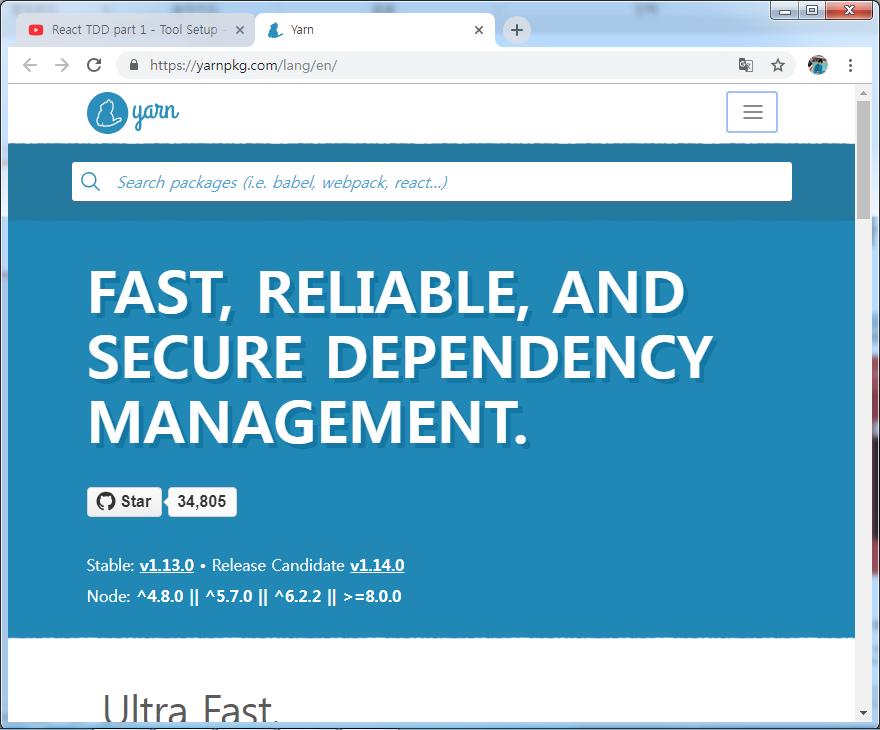 React TDD part 1 - Tool Setup -
Yarn
https://yarnpkg.com/lang/en/
yarn
Search packages (i.e. babel, webpack, react...)
FAST, RELIABLE, AND
SECURE DEPENDENCY
MANAGEMENT.
Star 34,805
Stable: v1.13.0 • Release Candidate v1.14.0
Node: ^4.8.0 || ^5.7.0 || ^6.2.2 || >=8.0.0
Ultra Fast.